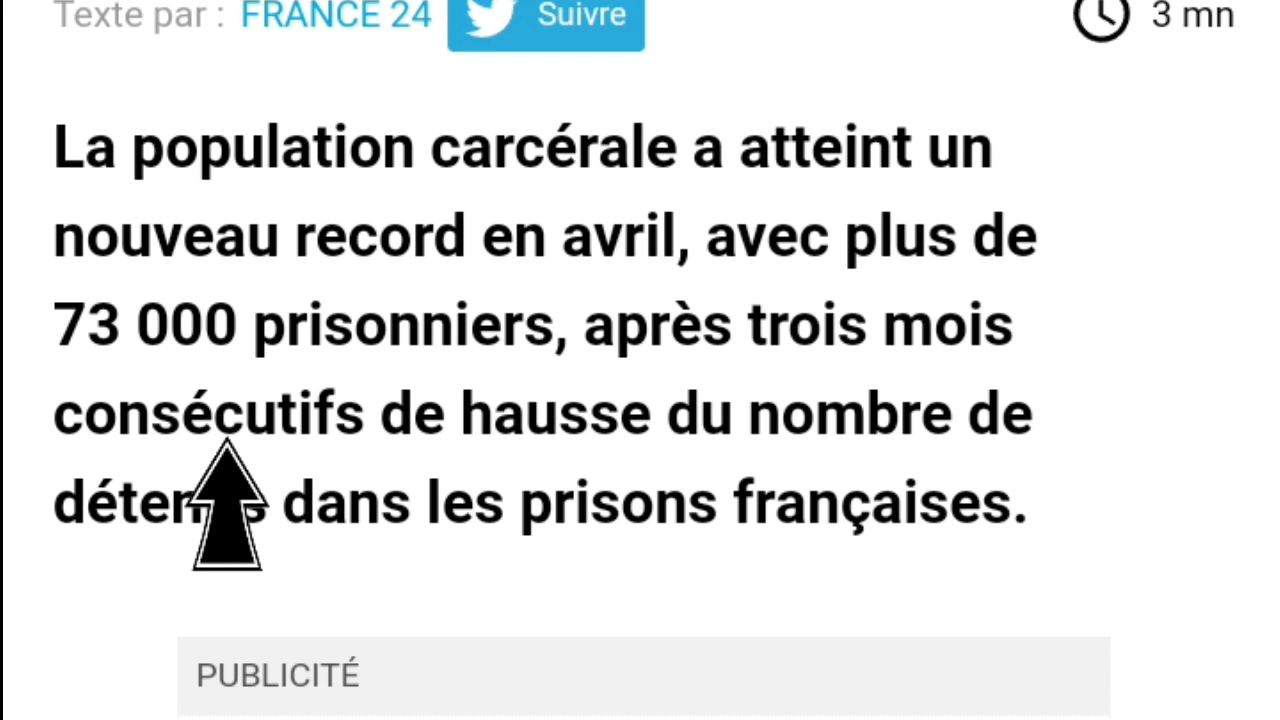 Texte par : FRANCE 24 Suivre 3 mn
La population carcérale a atteint un
nouveau record en avril, avec plus de
73 000 prisonniers, après trois mois
consécutifs de hausse du nombre de
dans les prisons françaises.
PUBLICITÉ